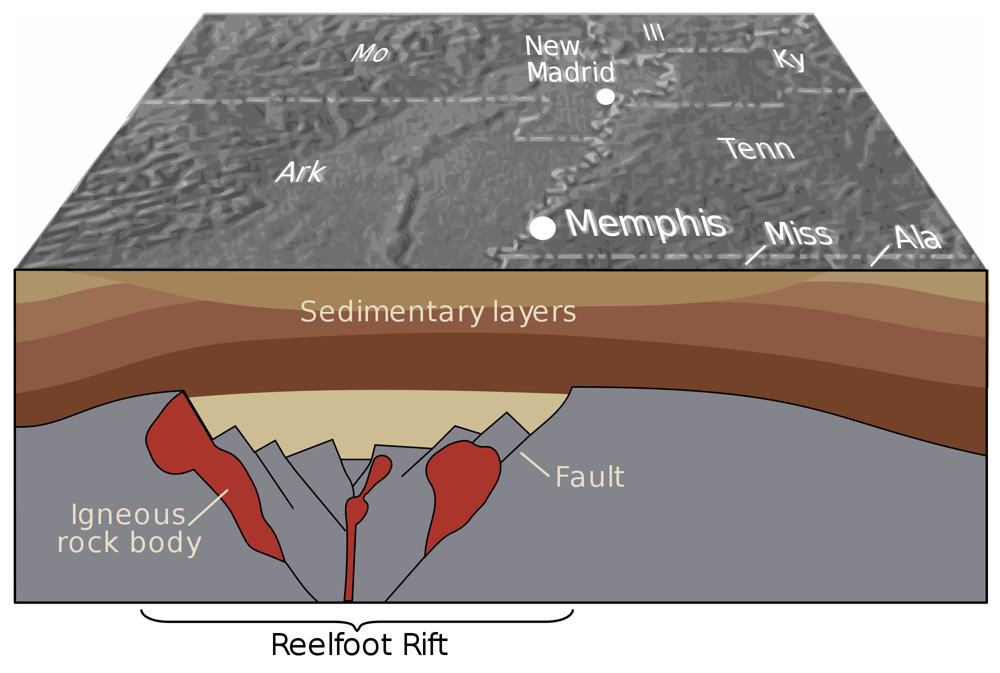 Mo
New
Madrid
Ill
Ky
Ark
Tenn
Memphis
Miss
Ala
Sedimentary layers
Fault
Igneous
rock body
Reelfoot Rift